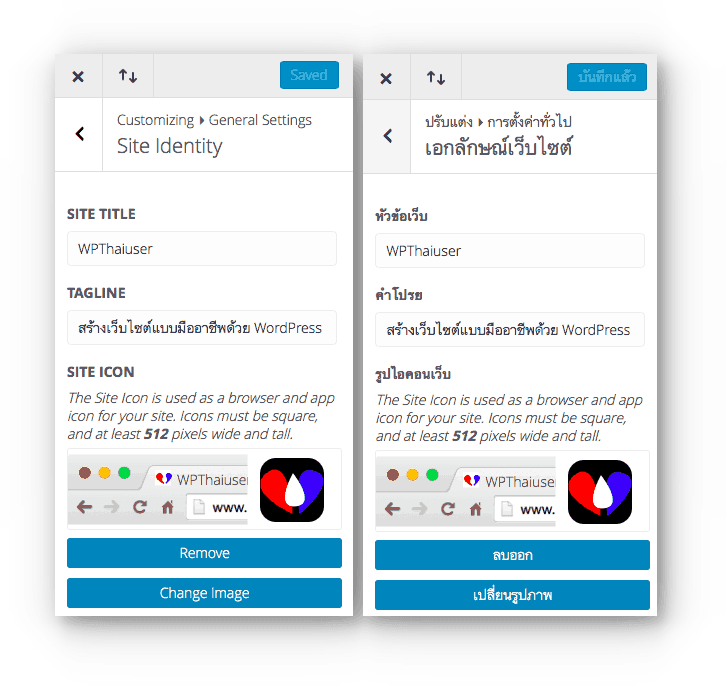 Saved
Customizing ▸ General Settings
Site Identity
SITE TITLE
WPThaiuser
TAGLINE
สร้างเว็บไซต์แบบมืออาชีพด้วย WordPress
SITE ICON
The Site Icon is used as a browser and app
icon for your site. Icons must be square,
and at least 512 pixels wide and tall.
WPThaiuser
www.
Remove
Change Image
บันทึกแล้ว
ปรับแต่ง ▸ การตั้งค่าทั่วไป
เอกลักษณ์เว็บไซต์
หัวข้อเว็บ
WPThaiuser
คำโปรย
สร้างเว็บไซต์แบบมืออาชีพด้วย WordPress
รูปไอคอนเว็บ
The Site Icon is used as a browser and app
icon for your site. Icons must be square,
and at least 512 pixels wide and tall.
WPThaiuser
www.
ลบออก
เปลี่ยนรูปภาพ